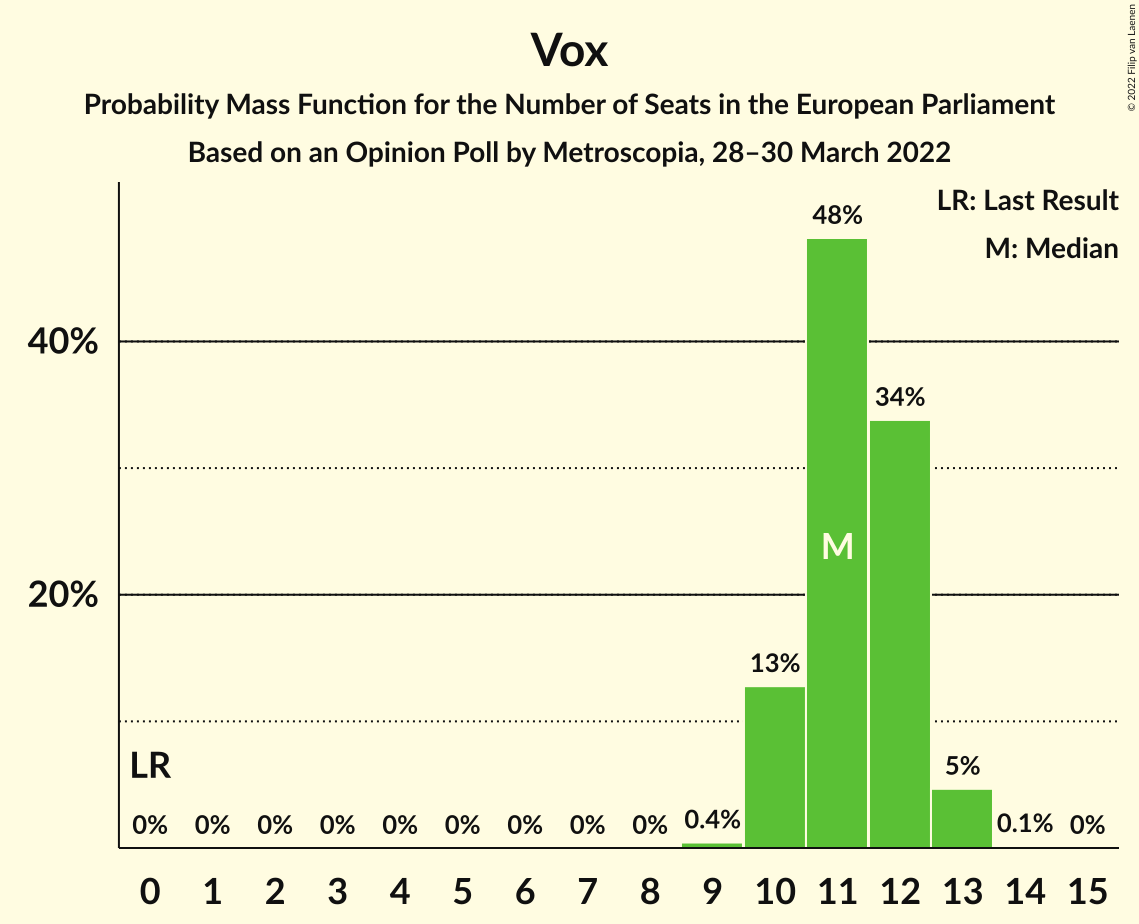 Vox
Probability Mass Function for the Number of Seats in the European Parliament
Based on an Opinion Poll by Metroscopia, 28–30 March 2022
© 2022 Filip van Laenen
LR: Last Result
M: Median
48%
40%
34%
M
20%
13%
LR
5%
0% 0% 0% 0% 0% 0% 0% 0% 0% 0.4% 0.1% 0%
0 1 2 3 4 5 6 7 8 9 10 11 12 13 14 15